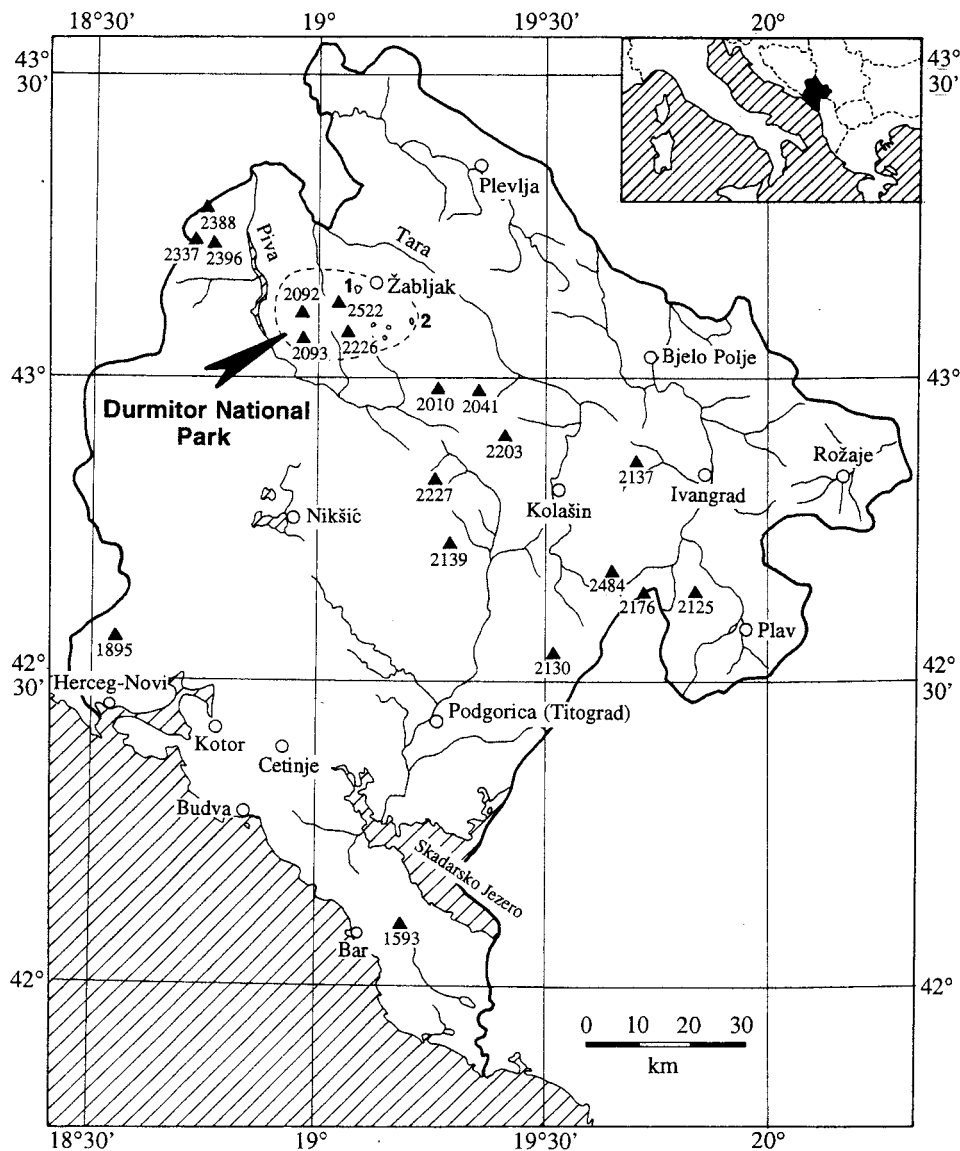 18°30’
19°
19°30’
20°
43°
30’
43°
30’
Plevlja
2388
2337
2396
Piva
Tara
1
Žabljak
2092
2522
2
2093
2226
43°
43°
Bjelo Polje
Durmitor National
Park
2010
2041
2203
2137
Rožaje
2227
Ivangrad
Kolašin
Nikšić
2139
2484
2176
2125
Plav
1895
2130
42°
30’
42°
30’
Herceg-Novi
Podgorica (Titograd)
Kotor
Cetinje
Budva
Skadarsko Jezero
1593
Bar
42°
42°
0 10 20 30
km
18°30’
19°
19°30’
20°